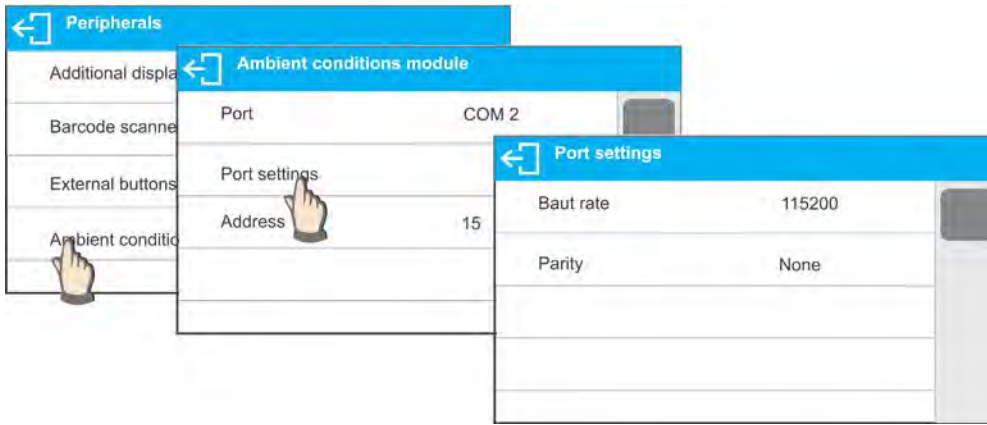 Peripherals
Additional displa
Barcode scanne
External buttons
Ambient conditio
Ambient conditions module
Port COM 2
Port settings
Address 15
Port settings
Baut rate 115200
Parity None